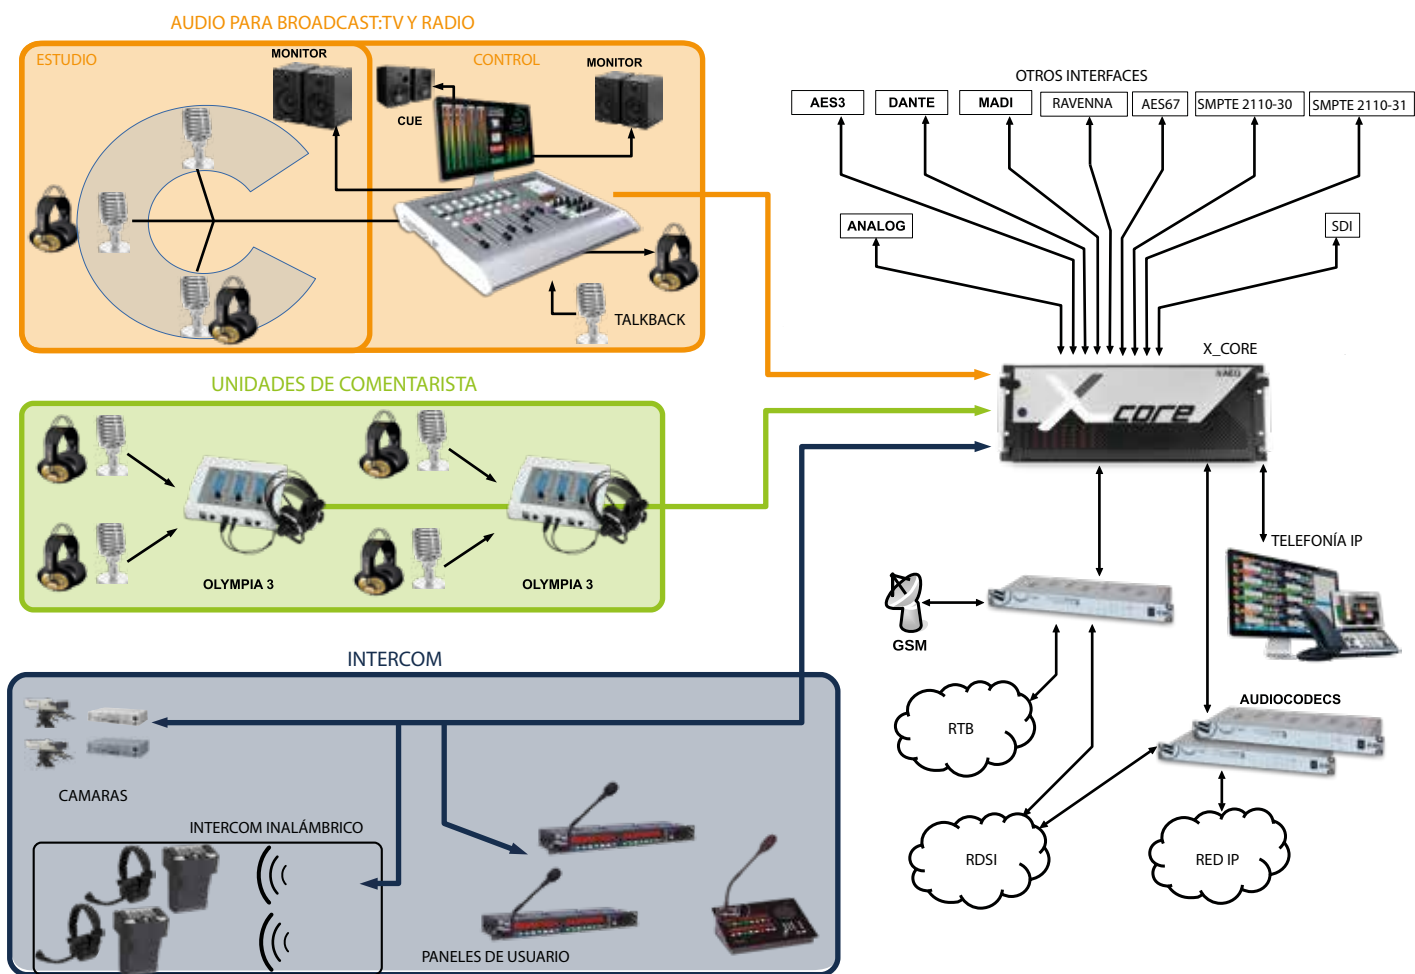 AUDIO PARA BROADCAST:TV Y RADIO
ESTUDIO
MONITOR
CONTROL
MONITOR
CUE
TALKBACK
OTROS INTERFACES
AES3
DANTE
MADI
RAVENNA
AES67
SMPTE 2110-30
SMPTE 2110-31
ANALOG
SDI
X_CORE
AEQ
X core
UNIDADES DE COMENTARISTA
OLYMPIA 3
OLYMPIA 3
TELEFONÍA IP
GSM
RTB
AUDIOCODECS
RDSI
RED IP
INTERCOM
CAMARAS
INTERCOM INALÁMBRICO
PANELES DE USUARIO